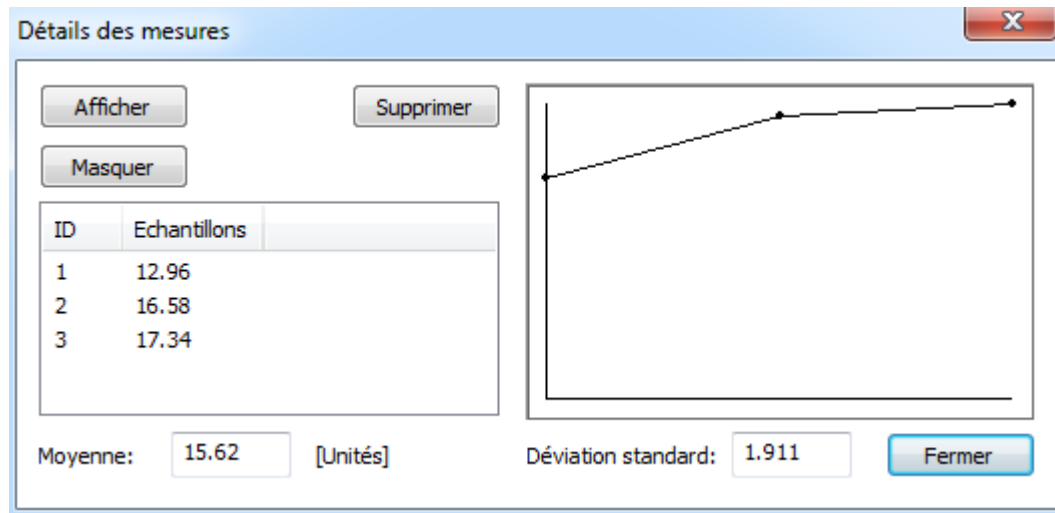 Détails des mesures
Afficher Supprimer
Masquer
ID Echantillons
1 12.96
2 16.58
3 17.34
Moyenne: 15.62 [Unités] Déviation standard: 1.911 Fermer